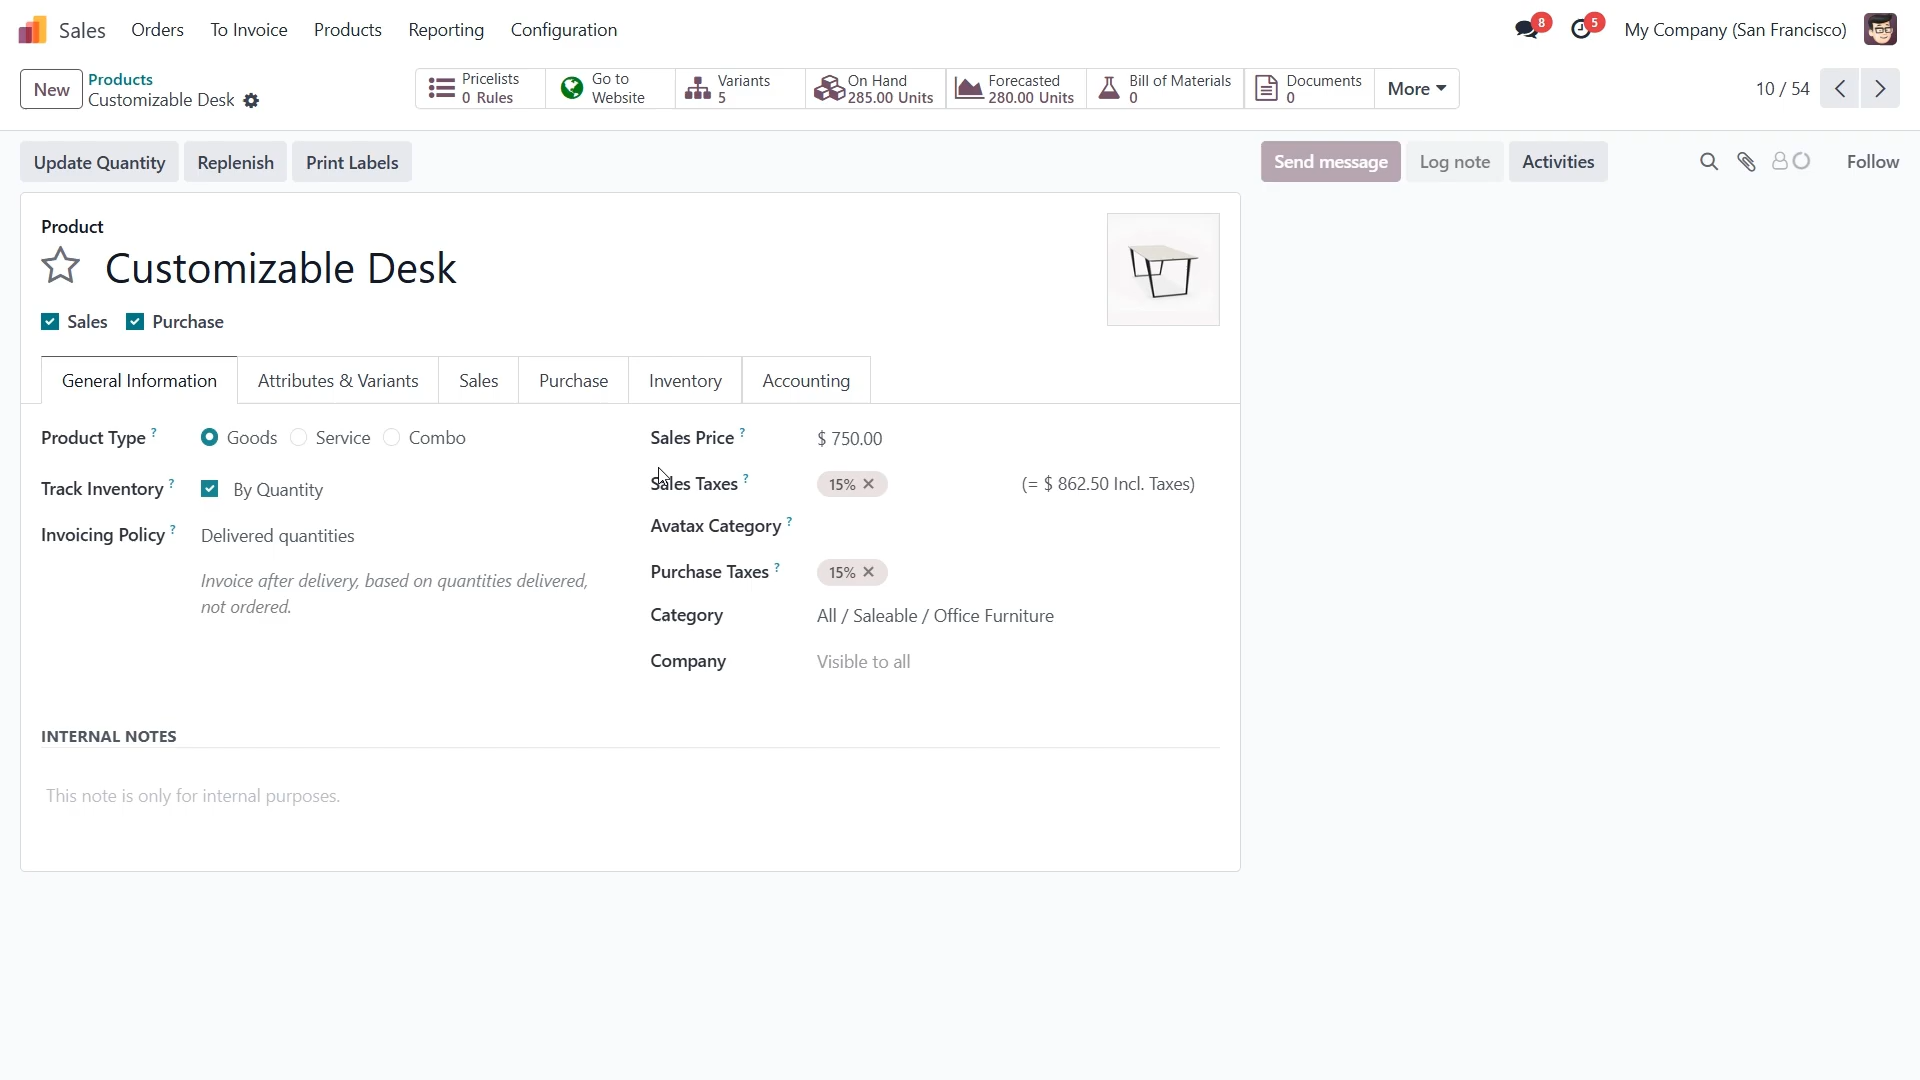 Sales Orders To Invoice Products Reporting Configuration 8 5 My Company (San Francisco)
New Products Customizable Desk
Pricelists 0 Rules
Go to Website
Variants 5
On Hand 285.00 Units
Forecasted 280.00 Units
Bill of Materials 0
Documents 0
More
10 / 54
Update Quantity Replenish Print Labels Send message Log note Activities 0 Follow
Product
Customizable Desk
Sales Purchase
General Information Attributes & Variants Sales Purchase Inventory Accounting
Product Type ? Goods Service Combo
Track Inventory ? By Quantity
Invoicing Policy ? Delivered quantities
Invoice after delivery, based on quantities delivered,
not ordered.
Sales Price ? $ 750.00
Sales Taxes ? 15% × (= $ 862.50 Incl. Taxes)
Avatax Category ?
Purchase Taxes ? 15% ×
Category All / Saleable / Office Furniture
Company Visible to all
INTERNAL NOTES
This note is only for internal purposes.